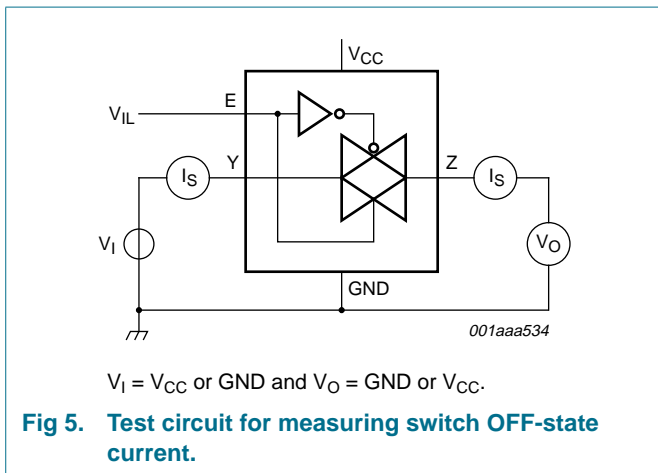 VCC
E
VIL
Y
Z
IS
IS
VI
VO
GND
001aaa534
VI = VCC or GND and VO = GND or VCC.
Fig 5. Test circuit for measuring switch OFF-state
current.